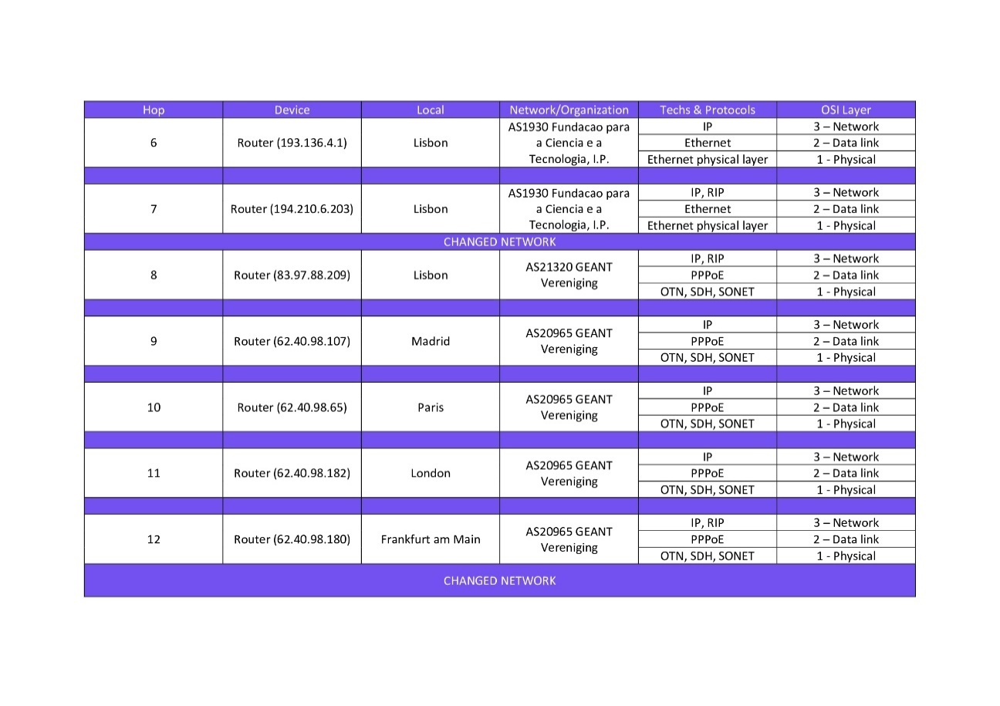 Hop Device Local Network/Organization Techs & Protocols OSI Layer
6 Router (193.136.4.1) Lisbon AS1930 Fundacao para a Ciencia e a Tecnologia, I.P. IP 3 – Network
Ethernet 2 – Data link
Ethernet physical layer 1 - Physical
7 Router (194.210.6.203) Lisbon AS1930 Fundacao para a Ciencia e a Tecnologia, I.P. IP, RIP 3 – Network
Ethernet 2 – Data link
Ethernet physical layer 1 - Physical
CHANGED NETWORK
8 Router (83.97.88.209) Lisbon AS21320 GEANT Vereniging IP, RIP 3 – Network
PPPoE 2 – Data link
OTN, SDH, SONET 1 - Physical
9 Router (62.40.98.107) Madrid AS20965 GEANT Vereniging IP 3 – Network
PPPoE 2 – Data link
OTN, SDH, SONET 1 - Physical
10 Router (62.40.98.65) Paris AS20965 GEANT Vereniging IP 3 – Network
PPPoE 2 – Data link
OTN, SDH, SONET 1 - Physical
11 Router (62.40.98.182) London AS20965 GEANT Vereniging IP 3 – Network
PPPoE 2 – Data link
OTN, SDH, SONET 1 - Physical
12 Router (62.40.98.180) Frankfurt am Main AS20965 GEANT Vereniging IP, RIP 3 – Network
PPPoE 2 – Data link
OTN, SDH, SONET 1 - Physical
CHANGED NETWORK